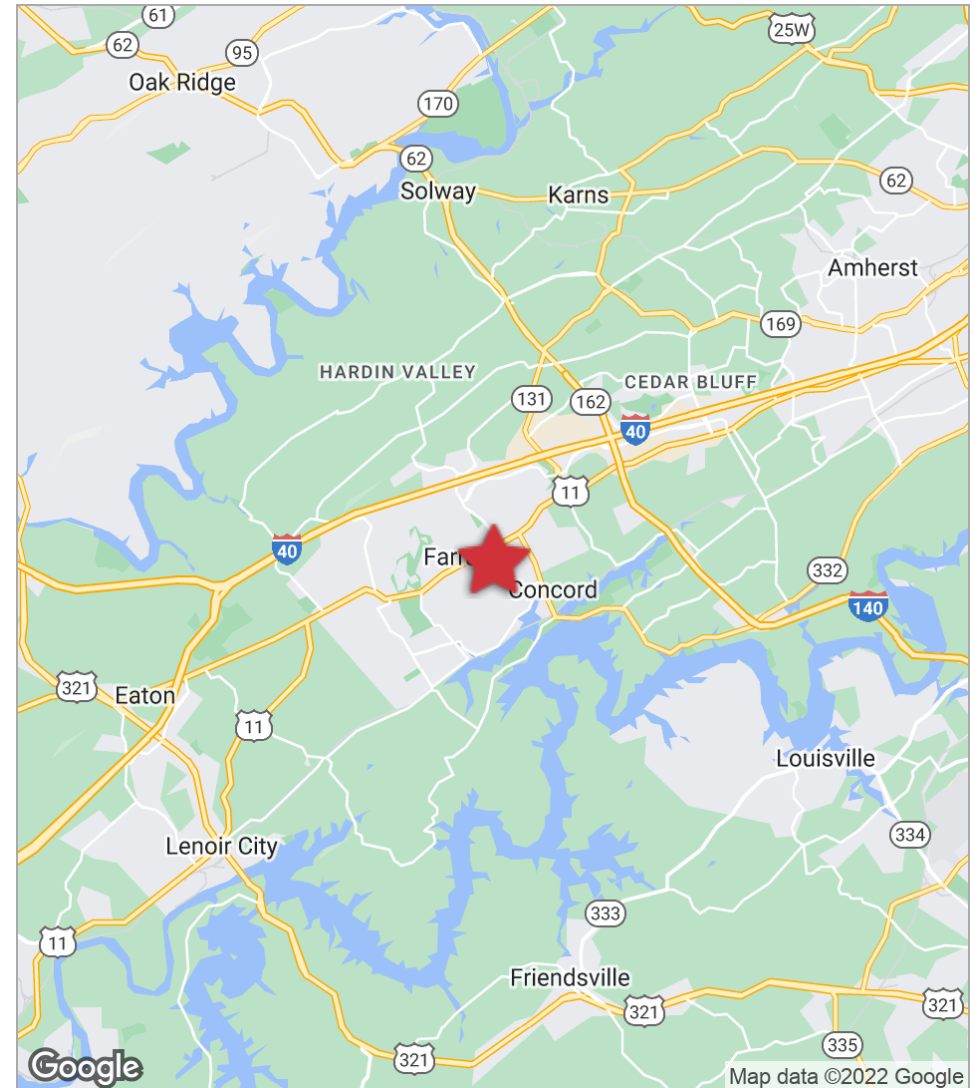 61
25W
62
95
Oak Ridge
170
62
Solway
Karns
62
Amherst
169
HARDIN VALLEY
CEDAR BLUFF
131
162
40
11
40
Concord
332
140
321
Eaton
11
Louisville
334
Lenoir City
333
11
Friendsville
321
321
321
335
Google
Map data ©2022 Google